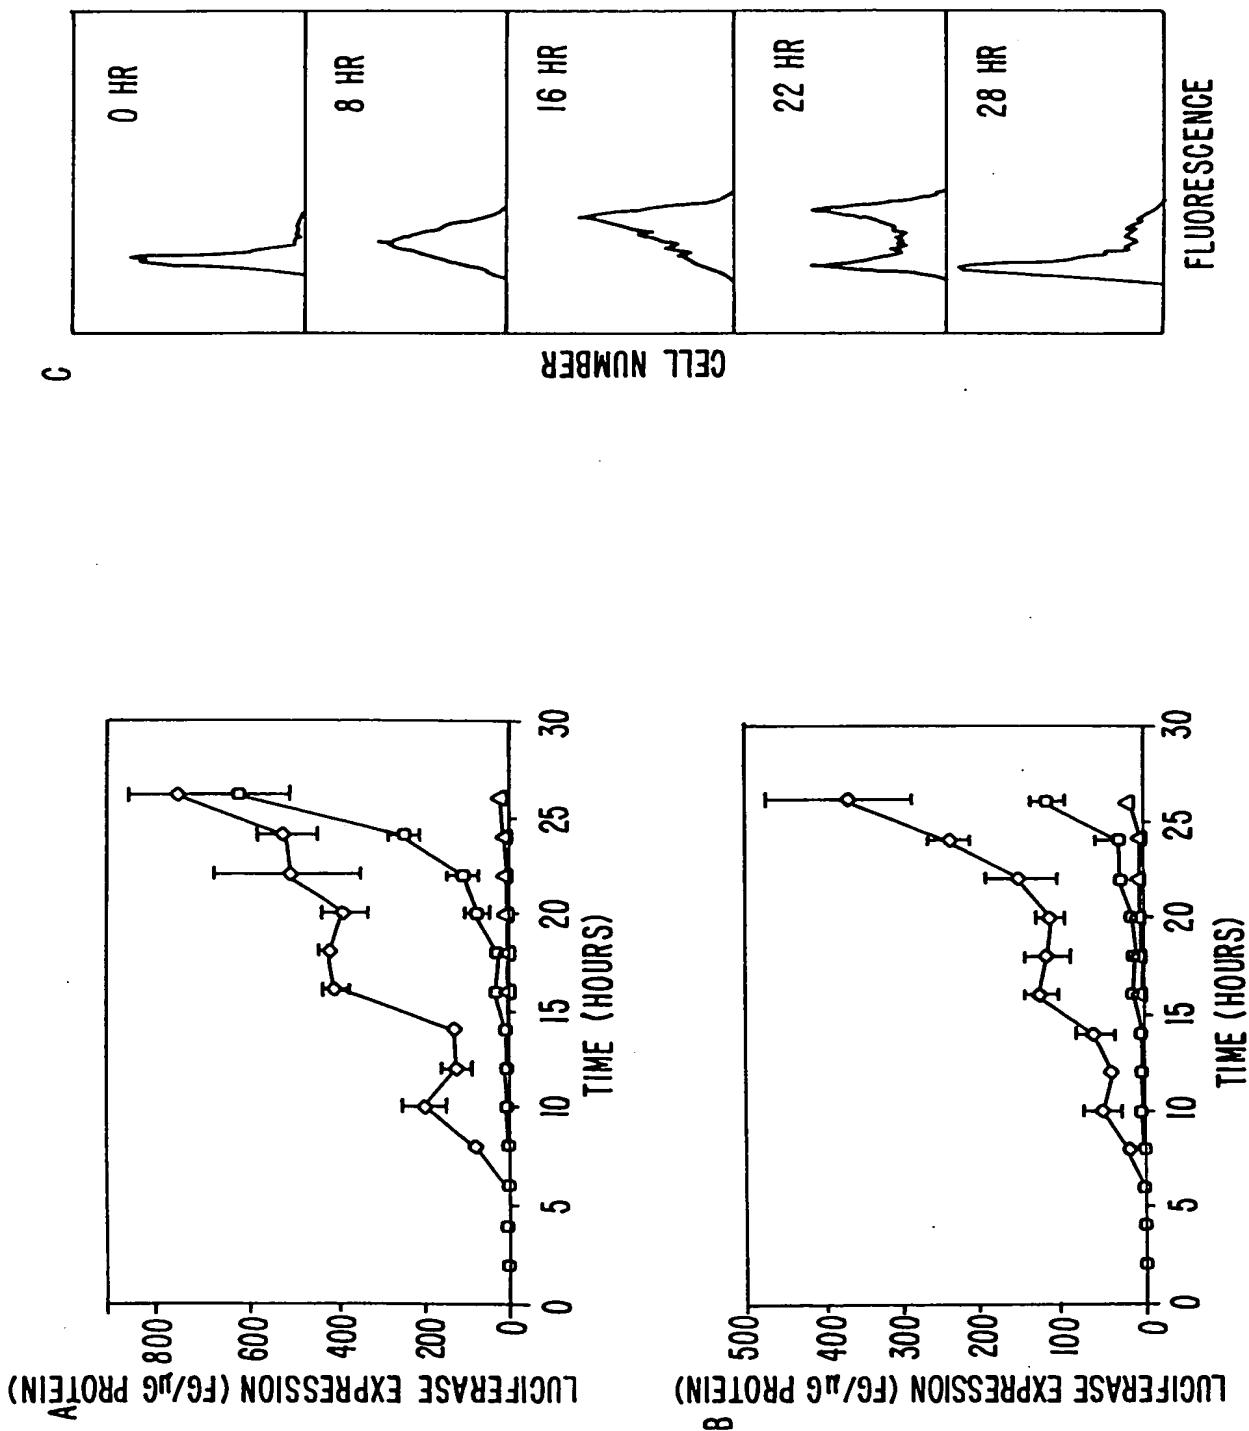 A
LUCIFERASE EXPRESSION (FG/µG PROTEIN)
800
600
400
200
0
0
5
10
15
20
25
30
TIME (HOURS)
B
LUCIFERASE EXPRESSION (FG/µG PROTEIN)
500
400
300
200
100
0
0
5
10
15
20
25
30
TIME (HOURS)
C
CELL NUMBER
0 HR
8 HR
16 HR
22 HR
28 HR
FLUORESCENCE